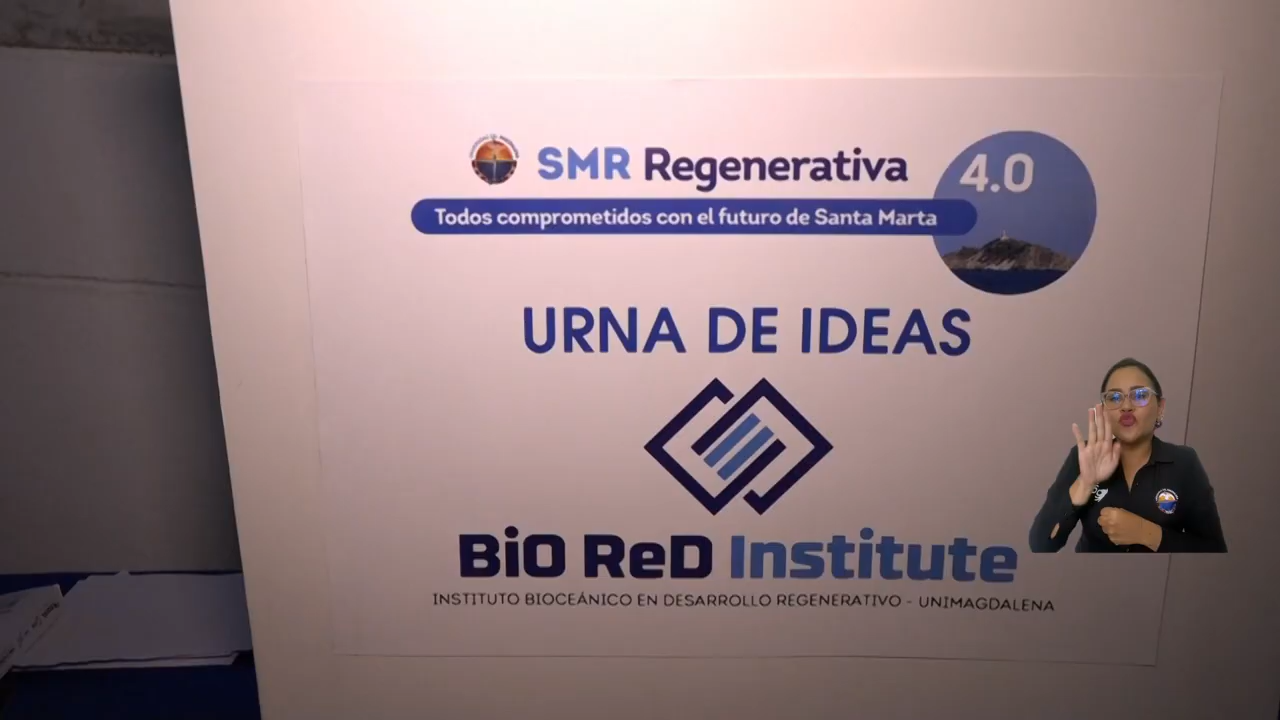 SMR Regenerativa
4.0
Todos comprometidos con el futuro de Santa Marta
URNA DE IDEAS
BiO ReD Institute
INSTITUTO BIOCEÁNICO EN DESARROLLO REGENERATIVO - UNIMAGDALENA